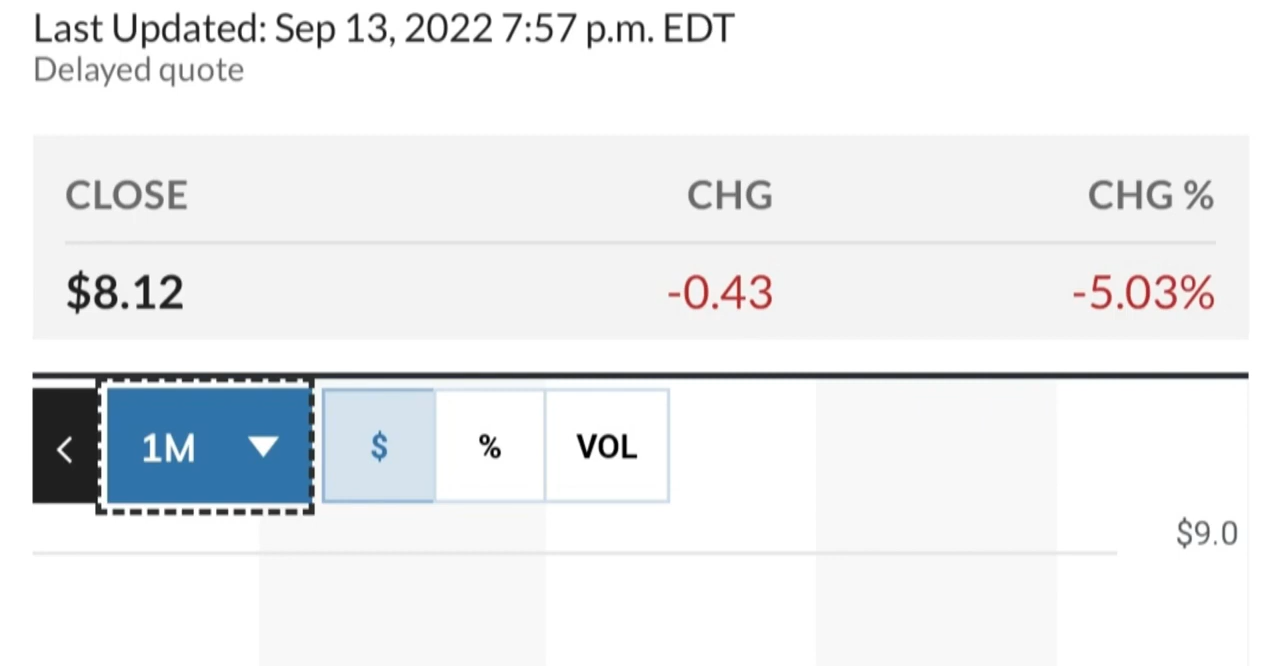 Last Updated: Sep 13, 2022 7:57 p.m. EDT
Delayed quote
CLOSE CHG CHG %
$8.12 -0.43 -5.03%
1M $ % VOL
$9.0